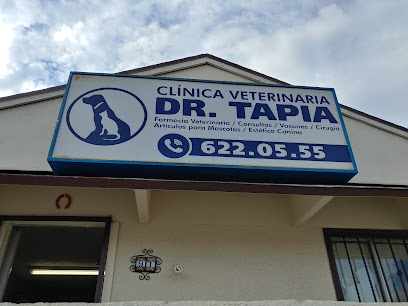 CLÍNICA VETERINARIA
DR. TAPIA
Farmacia Veterinaria / Consultas / Vacunas / Cirugía
Artículos para Mascotas / Estética Canina
622.05.55